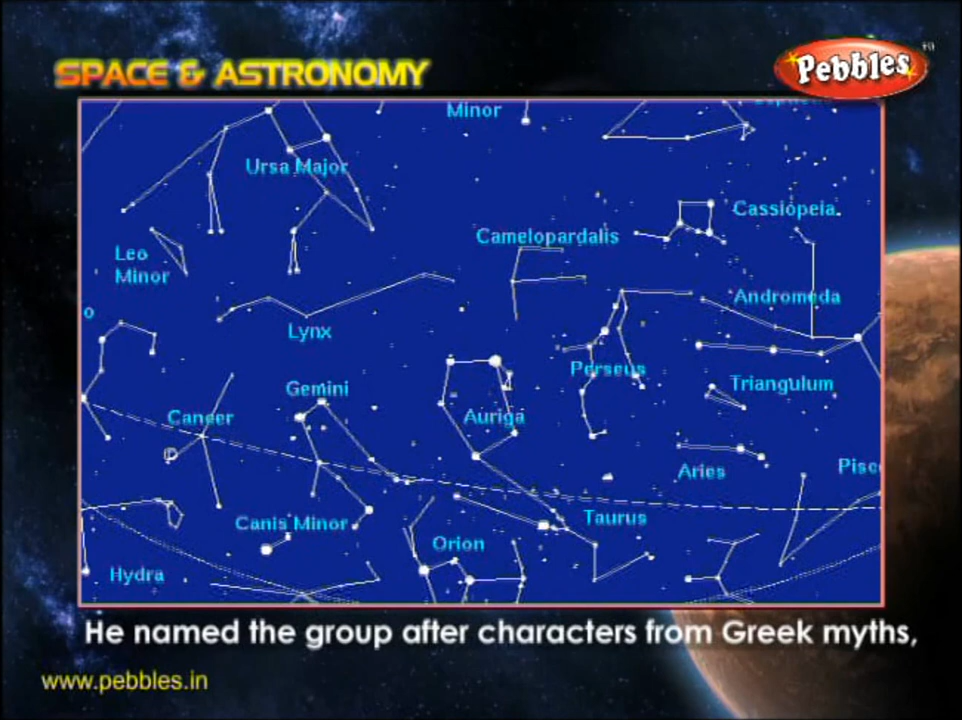 SPACE & ASTRONOMY
Pebbles
Minor
Ursa Major
Cassiopeia
Camelopardalis
Leo
Minor
Andromeda
Lynx
Perseus
Triangulum
Gemini
Cancer
Auriga
Aries
Canis Minor
Taurus
Orion
Hydra
He named the group after characters from Greek myths,
www.pebbles.in